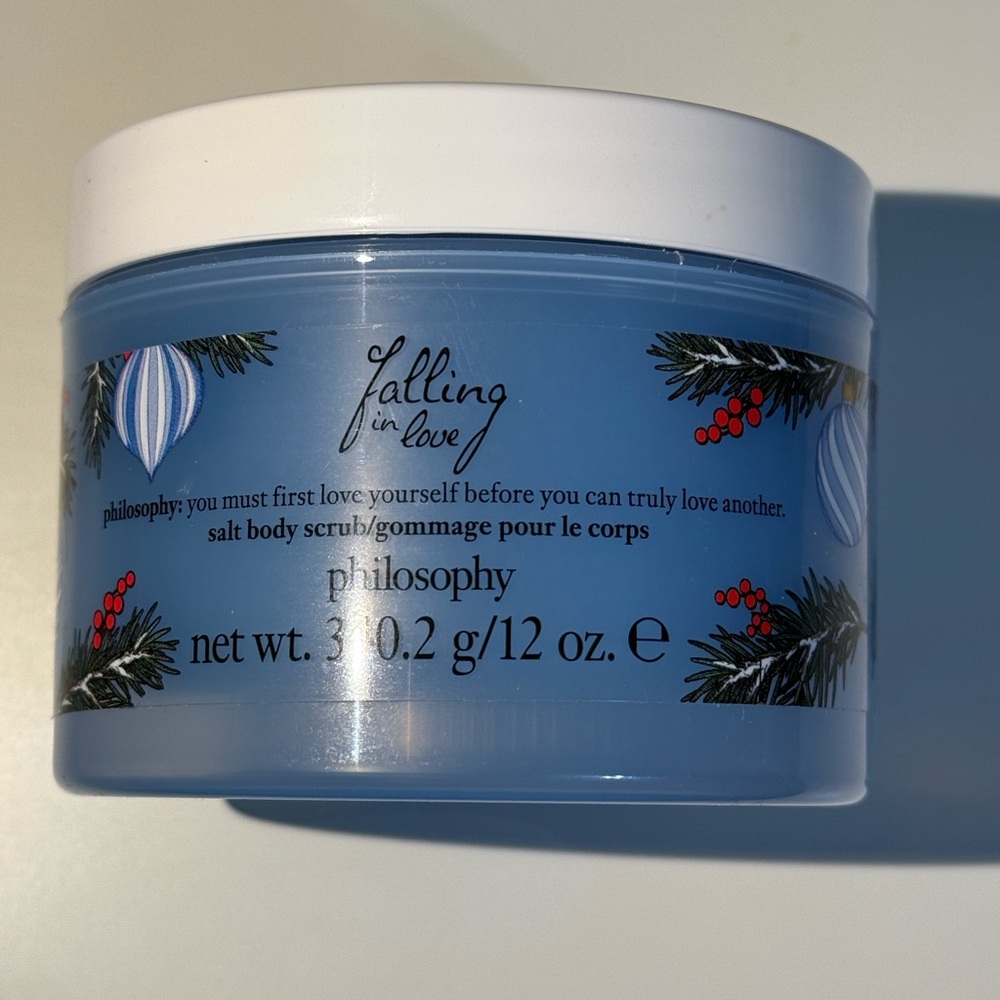 falling
in love
philosophy: you must first love yourself before you can truly love another.
salt body scrub/gommage pour le corps
philosophy
net wt. g/12 oz. ℮